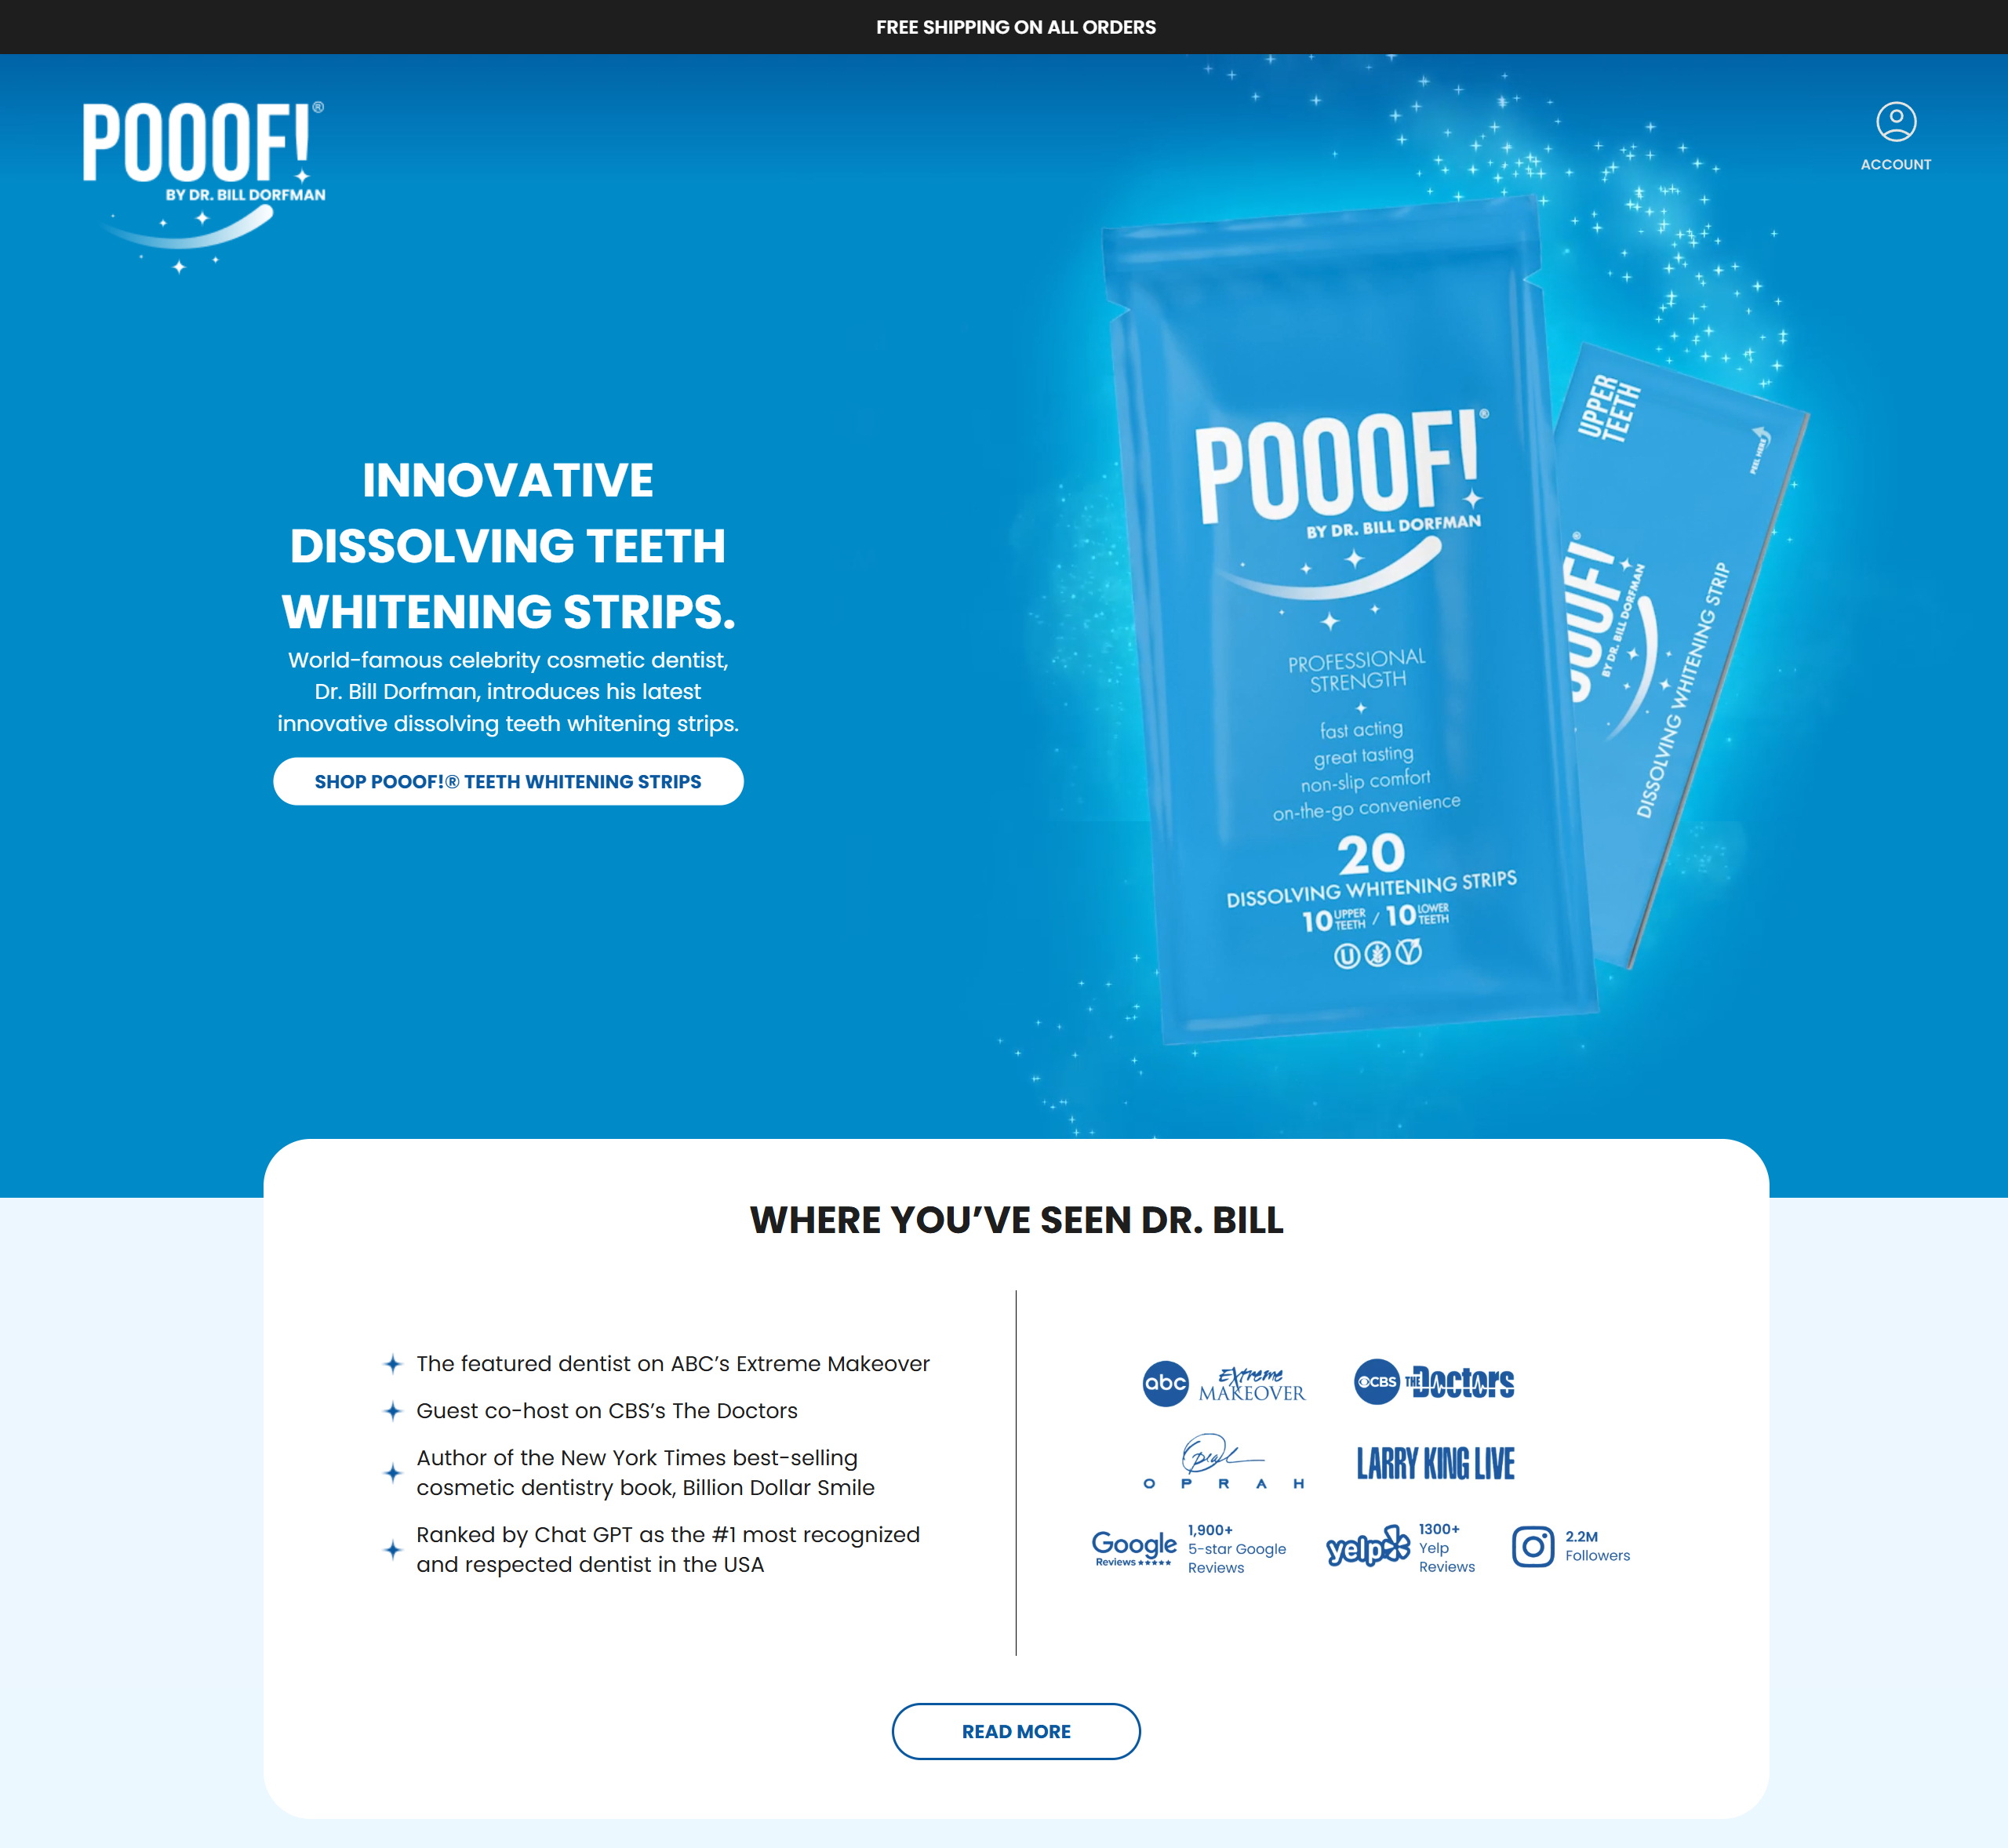 FREE SHIPPING ON ALL ORDERS
POOOF!®
BY DR. BILL DORFMAN
ACCOUNT
INNOVATIVE
DISSOLVING TEETH
WHITENING STRIPS.
World-famous celebrity cosmetic dentist,
Dr. Bill Dorfman, introduces his latest
innovative dissolving teeth whitening strips.
SHOP POOOF!® TEETH WHITENING STRIPS
POOOF!®
BY DR. BILL DORFMAN
PROFESSIONAL
STRENGTH
fast acting
great tasting
non-slip comfort
on-the-go convenience
20
DISSOLVING WHITENING STRIPS
10 UPPER TEETH / 10 LOWER TEETH
U
UPPER
TEETH
PEEL HERE
OOOF!®
BY DR. BILL DORFMAN
DISSOLVING WHITENING STRIP
WHERE YOU’VE SEEN DR. BILL
The featured dentist on ABC’s Extreme Makeover
Guest co-host on CBS’s The Doctors
Author of the New York Times best-selling
cosmetic dentistry book, Billion Dollar Smile
Ranked by Chat GPT as the #1 most recognized
and respected dentist in the USA
abc Extreme
MAKEOVER
CBS THE Doctors
Oprah
OPRAH
LARRY KING LIVE
Google
Reviews ★★★★★
1,900+
5-star Google
Reviews
yelp
1300+
Yelp
Reviews
2.2M
Followers
READ MORE